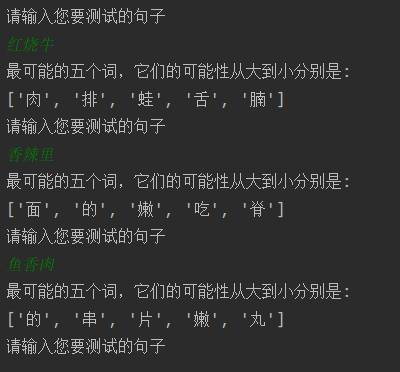 请输入您要测试的句子
红烧牛
最可能的五个词，它们的可能性从大到小分别是:
['肉', '排', '蛙', '舌', '腩']
请输入您要测试的句子
香辣里
最可能的五个词，它们的可能性从大到小分别是:
['面', '的', '嫩', '吃', '脊']
请输入您要测试的句子
鱼香肉
最可能的五个词，它们的可能性从大到小分别是:
['的', '串', '片', '嫩', '丸']
请输入您要测试的句子